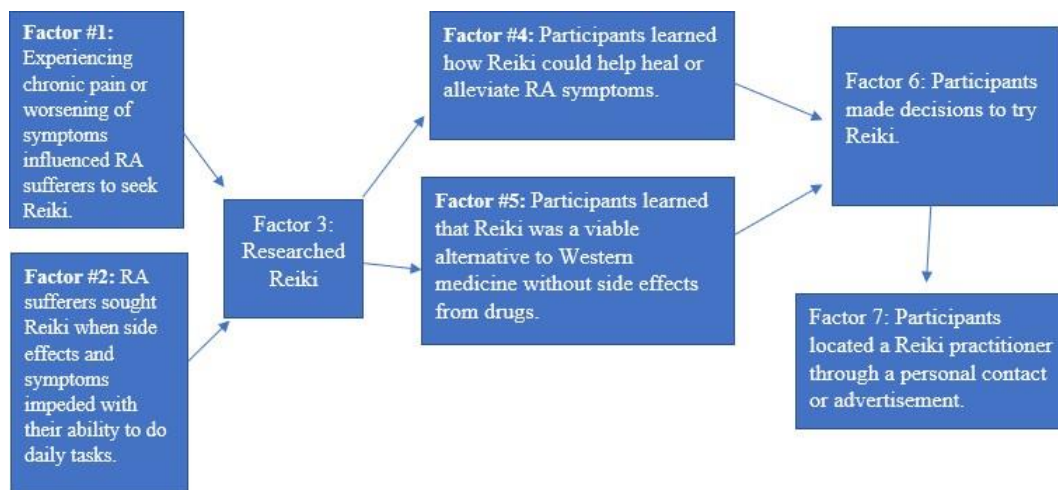 Factor #1:
Experiencing
chronic pain or
worsening of
symptoms
influenced RA
sufferers to seek
Reiki.
Factor #2: RA
sufferers sought
Reiki when side
effects and
symptoms
impeded with
their ability to do
daily tasks.
Factor 3:
Researched
Reiki
Factor #4: Participants learned
how Reiki could help heal or
alleviate RA symptoms.
Factor #5: Participants learned
that Reiki was a viable
alternative to Western
medicine without side effects
from drugs.
Factor 6: Participants
made decisions to try
Reiki.
Factor 7: Participants
located a Reiki practitioner
through a personal contact
or advertisement.